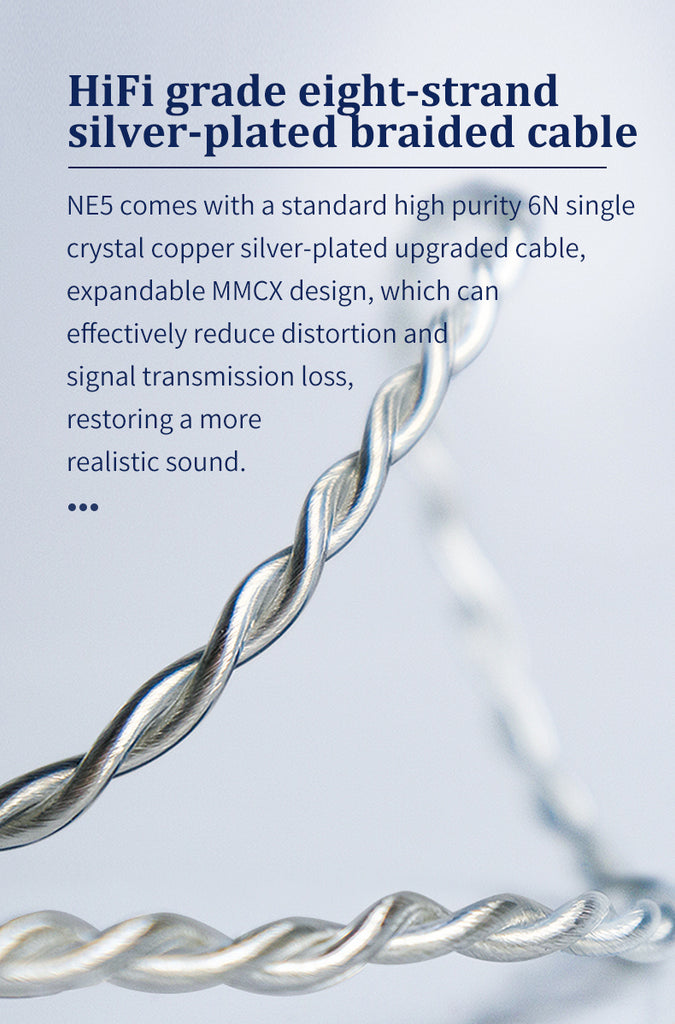 HiFi grade eight-strand
silver-plated braided cable
NE5 comes with a standard high purity 6N single
crystal copper silver-plated upgraded cable,
expandable MMCX design, which can
effectively reduce distortion and
signal transmission loss,
restoring a more
realistic sound.
•••